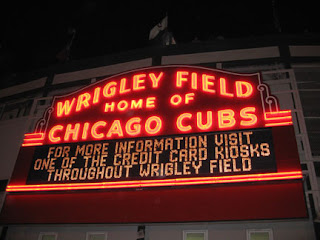 WRIGLEY FIELD
HOME OF
CHICAGO CUBS
FOR MORE INFORMATION VISIT
ONE OF THE CREDIT CARD KIOSKS
THROUGHOUT WRIGLEY FIELD